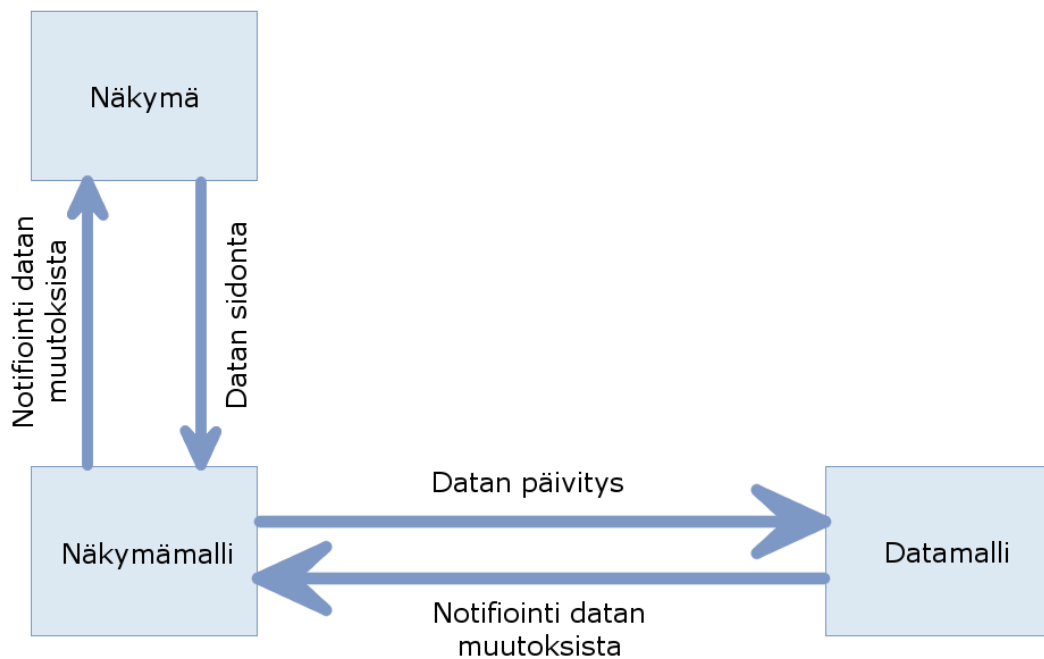 Näkymä
Notifiointi datan
muutoksista
Datan sidonta
Datan päivitys
Näkymämalli
Datamalli
Notifiointi datan
muutoksista